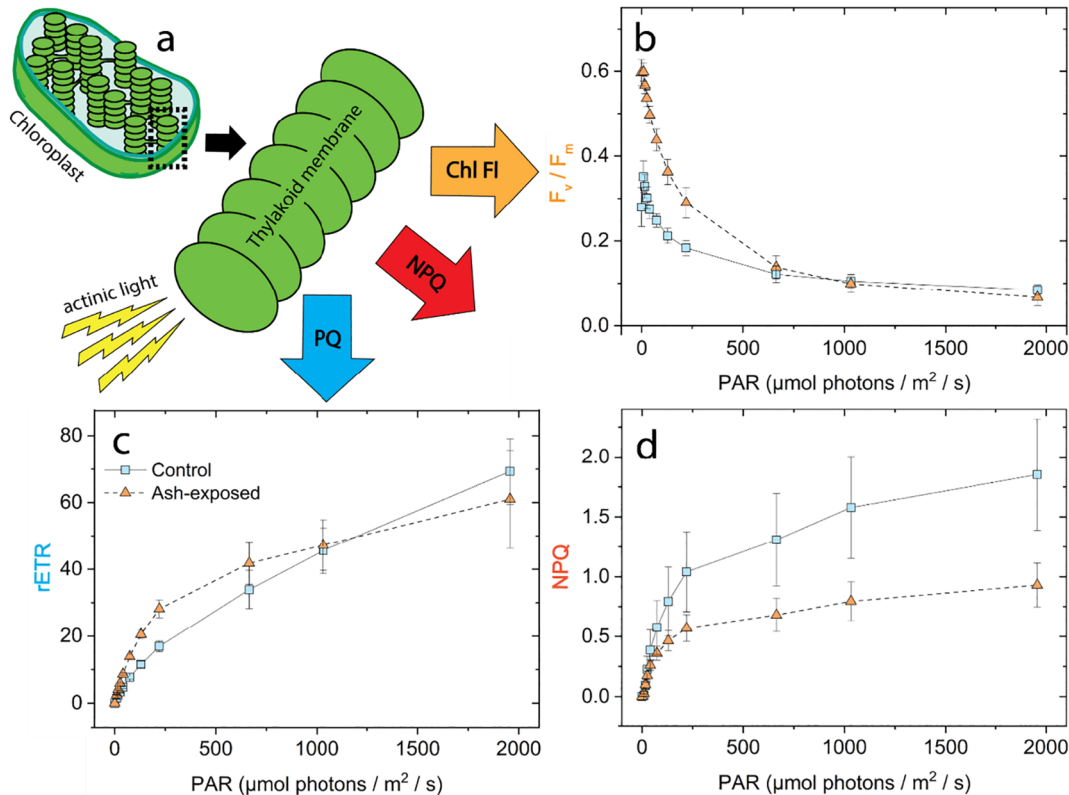 a
Chloroplast
Thylakoid membrane
actinic light
Chl Fl
NPQ
PQ
b
Fv / Fm
0.6
0.4
0.2
0.0
0
500
1000
1500
2000
PAR (µmol photons / m² / s)
c
Control
Ash-exposed
rETR
80
60
40
20
0
0
500
1000
1500
2000
PAR (µmol photons / m² / s)
d
NPQ
2.0
1.5
1.0
0.5
0.0
0
500
1000
1500
2000
PAR (µmol photons / m² / s)